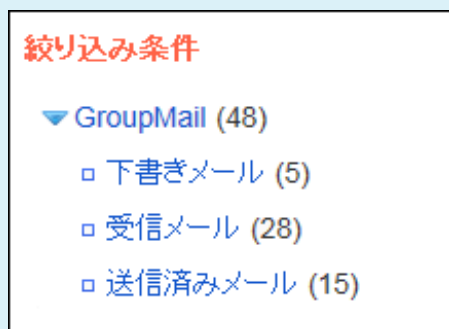 絞り込み条件
GroupMail (48)
下書きメール (5)
受信メール (28)
送信済みメール (15)